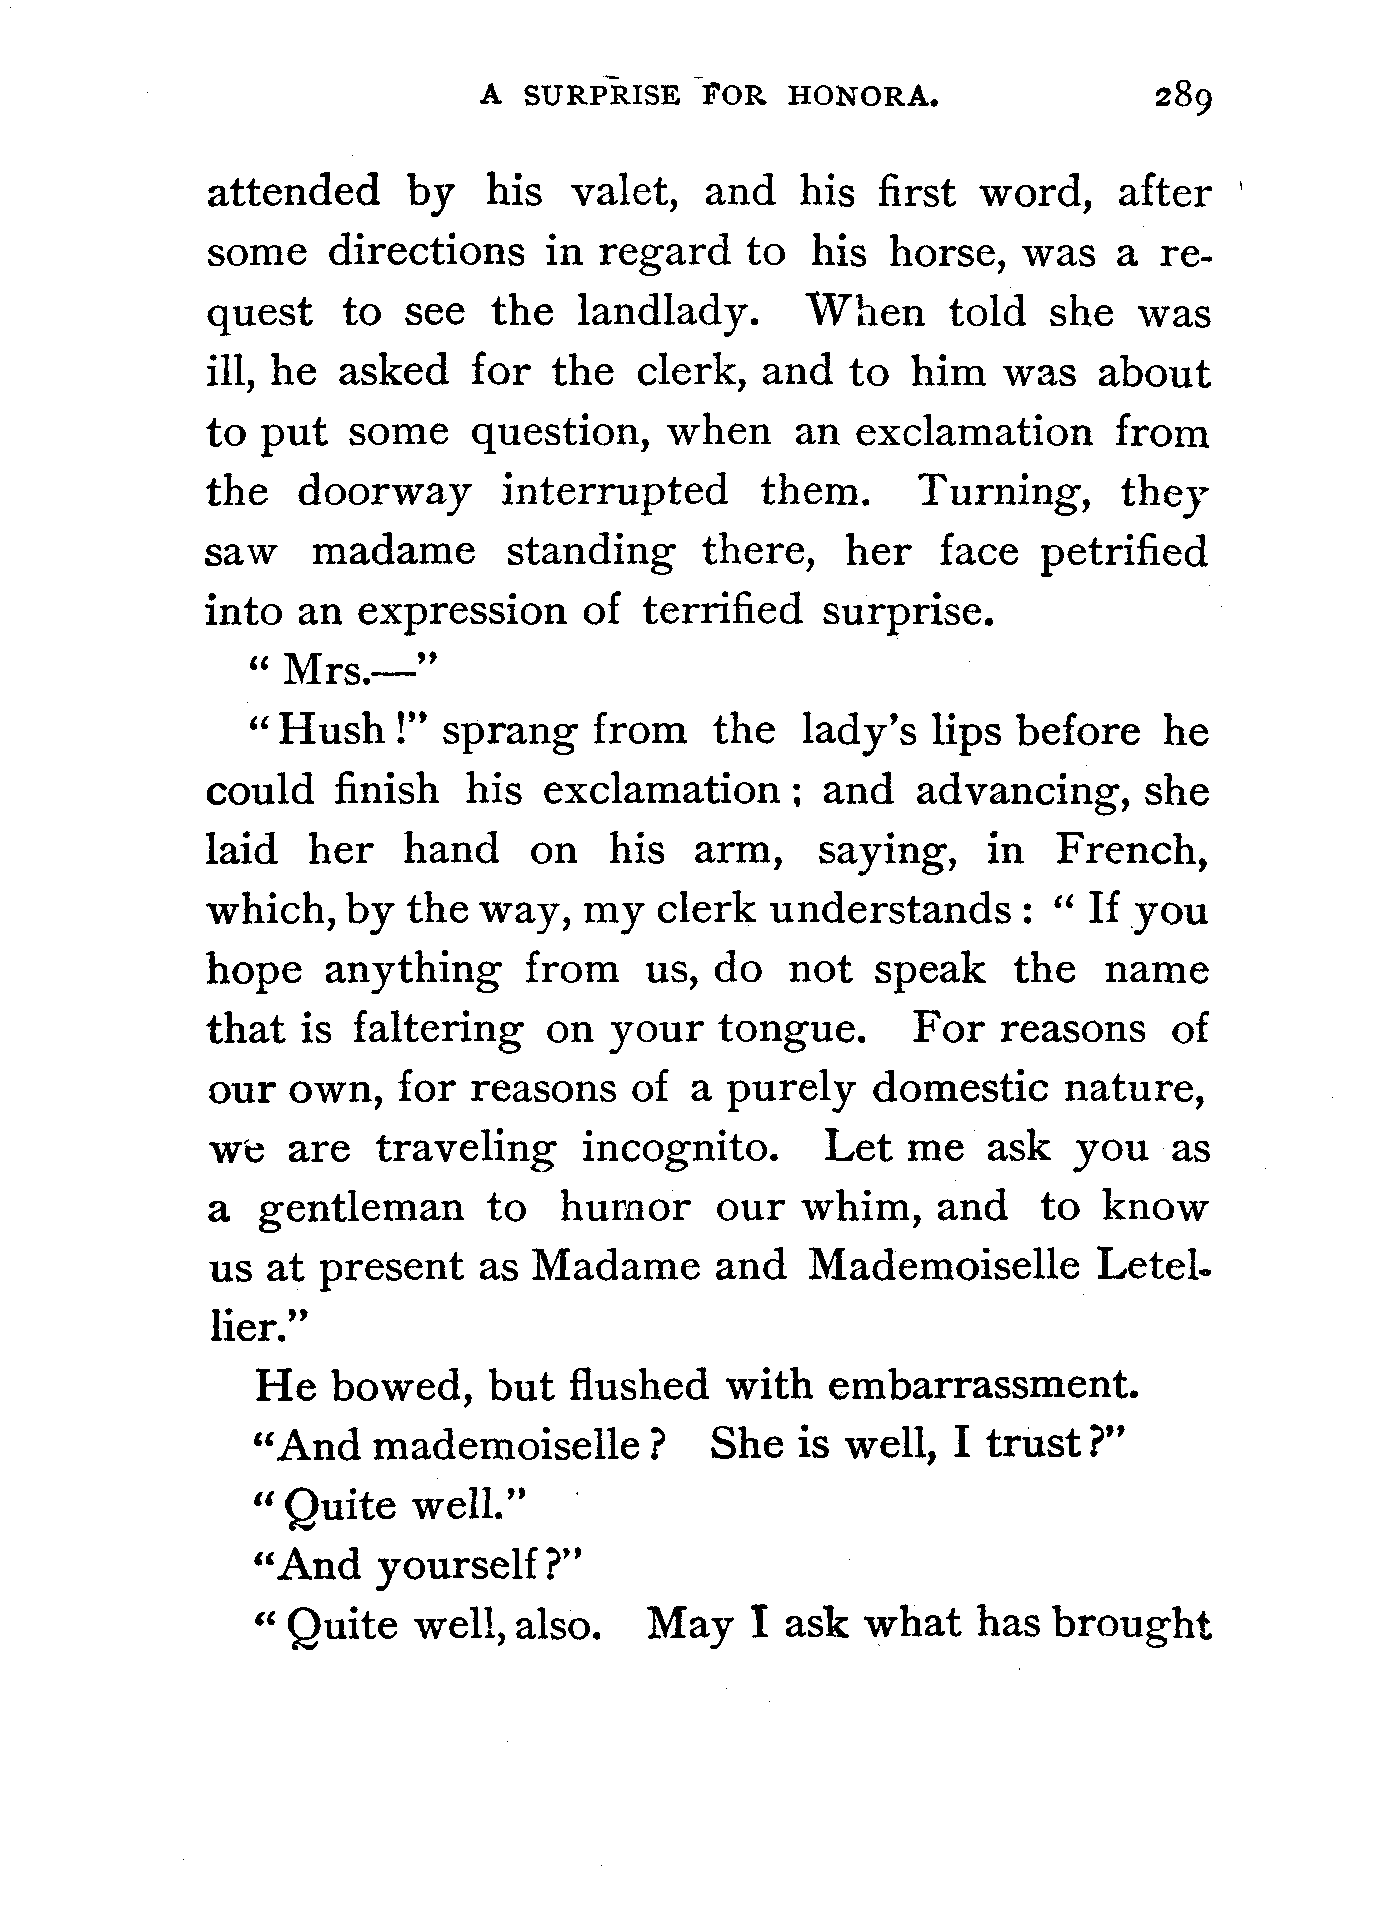 A SURPRISE FOR HONORA. 289
attended by his valet, and his first word, after
some directions in regard to his horse, was a re-
quest to see the landlady. When told she was
ill, he asked for the clerk, and to him was about
to put some question, when an exclamation from
the doorway interrupted them. Turning, they
saw madame standing there, her face petrified
into an expression of terrified surprise.
“ Mrs.—”
“ Hush !” sprang from the lady’s lips before he
could finish his exclamation ; and advancing, she
laid her hand on his arm, saying, in French,
which, by the way, my clerk understands : “ If you
hope anything from us, do not speak the name
that is faltering on your tongue. For reasons of
our own, for reasons of a purely domestic nature,
we are traveling incognito. Let me ask you as
a gentleman to humor our whim, and to know
us at present as Madame and Mademoiselle Letel-
lier.”
He bowed, but flushed with embarrassment.
“And mademoiselle ? She is well, I trust ?”
“ Quite well.”
“And yourself ?”
“ Quite well, also. May I ask what has brought